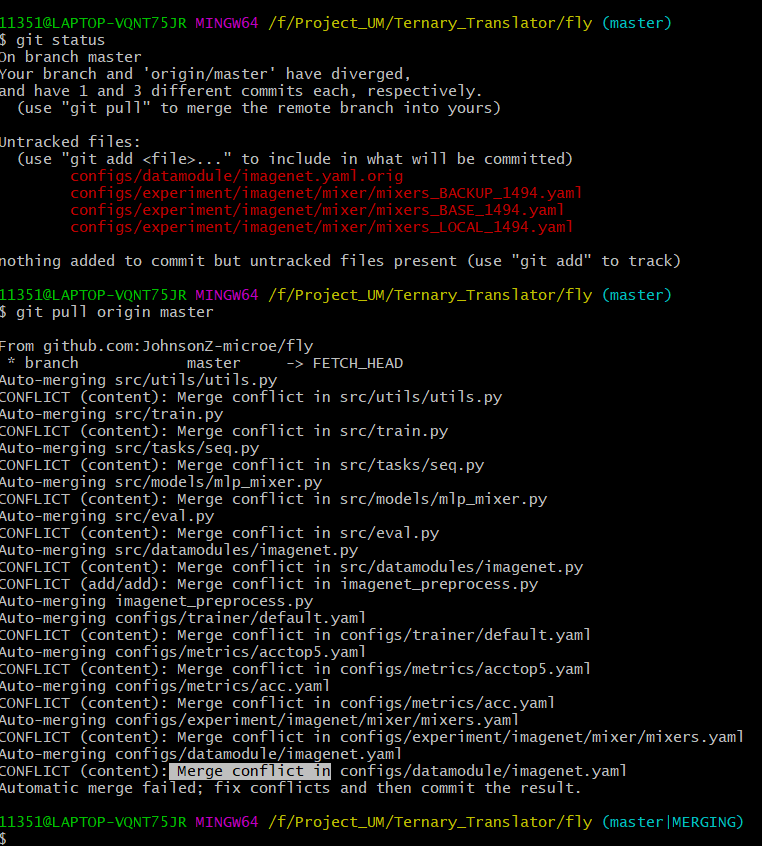 11351@LAPTOP-VQNT75JR MINGW64 /f/Project_UM/Ternary_Translator/fly (master)
$ git status
On branch master
Your branch and 'origin/master' have diverged,
and have 1 and 3 different commits each, respectively.
  (use "git pull" to merge the remote branch into yours)

Untracked files:
  (use "git add <file>..." to include in what will be committed)
        configs/datamodule/imagenet.yaml.orig
        configs/experiment/imagenet/mixer/mixers_BACKUP_1494.yaml
        configs/experiment/imagenet/mixer/mixers_BASE_1494.yaml
        configs/experiment/imagenet/mixer/mixers_LOCAL_1494.yaml

nothing added to commit but untracked files present (use "git add" to track)

11351@LAPTOP-VQNT75JR MINGW64 /f/Project_UM/Ternary_Translator/fly (master)
$ git pull origin master

From github.com:JohnsonZ-microe/fly
 * branch            master     -> FETCH_HEAD
Auto-merging src/utils/utils.py
CONFLICT (content): Merge conflict in src/utils/utils.py
Auto-merging src/train.py
CONFLICT (content): Merge conflict in src/train.py
Auto-merging src/tasks/seq.py
CONFLICT (content): Merge conflict in src/tasks/seq.py
Auto-merging src/models/mlp_mixer.py
CONFLICT (content): Merge conflict in src/models/mlp_mixer.py
Auto-merging src/eval.py
CONFLICT (content): Merge conflict in src/eval.py
Auto-merging src/datamodules/imagenet.py
CONFLICT (content): Merge conflict in src/datamodules/imagenet.py
CONFLICT (add/add): Merge conflict in imagenet_preprocess.py
Auto-merging imagenet_preprocess.py
Auto-merging configs/trainer/default.yaml
CONFLICT (content): Merge conflict in configs/trainer/default.yaml
Auto-merging configs/metrics/acctop5.yaml
CONFLICT (content): Merge conflict in configs/metrics/acctop5.yaml
Auto-merging configs/metrics/acc.yaml
CONFLICT (content): Merge conflict in configs/metrics/acc.yaml
Auto-merging configs/experiment/imagenet/mixer/mixers.yaml
CONFLICT (content): Merge conflict in configs/experiment/imagenet/mixer/mixers.yaml
Auto-merging configs/datamodule/imagenet.yaml
CONFLICT (content): Merge conflict in configs/datamodule/imagenet.yaml
Automatic merge failed; fix conflicts and then commit the result.

11351@LAPTOP-VQNT75JR MINGW64 /f/Project_UM/Ternary_Translator/fly (master|MERGING)
$